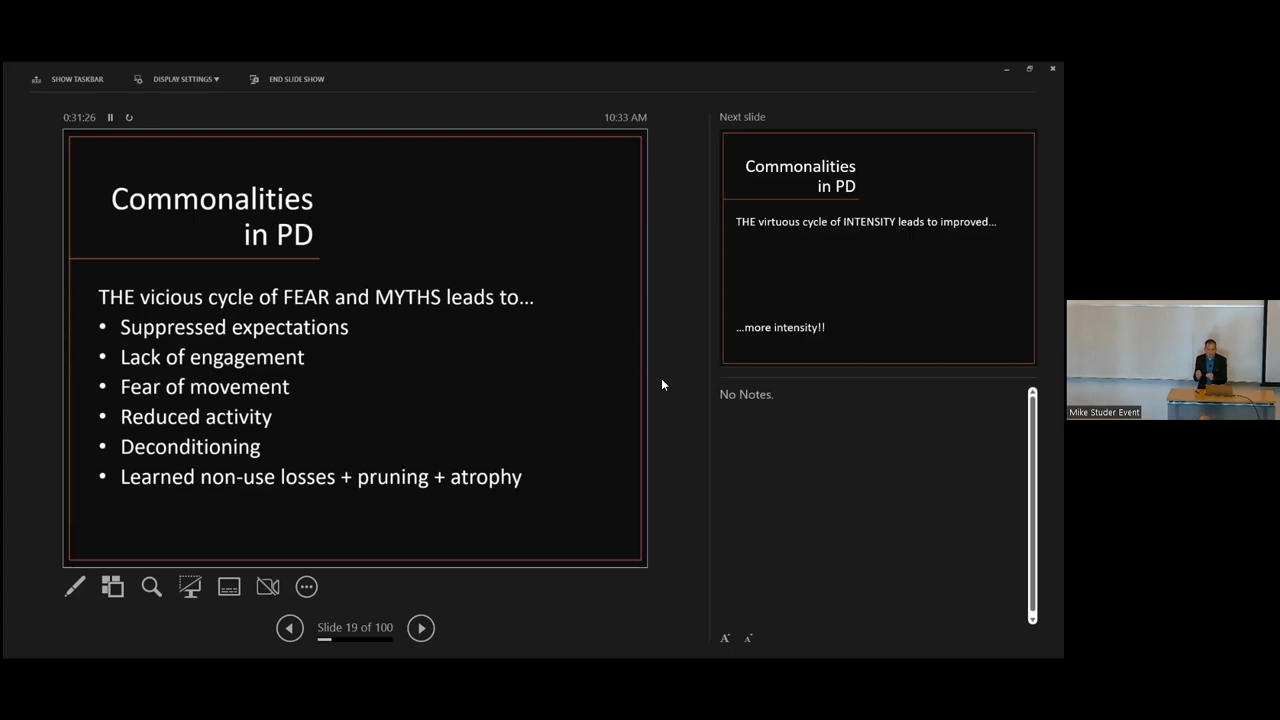 SHOW TASKBAR
DISPLAY SETTINGS ▾
END SLIDE SHOW
0:31:26
10:33 AM
Commonalities
in PD
THE vicious cycle of FEAR and MYTHS leads to...
• Suppressed expectations
• Lack of engagement
• Fear of movement
• Reduced activity
• Deconditioning
• Learned non-use losses + pruning + atrophy
Slide 19 of 100
Next slide
Commonalities
in PD
THE virtuous cycle of INTENSITY leads to improved...
...more intensity!!
No Notes.
A A
Mike Studer Event